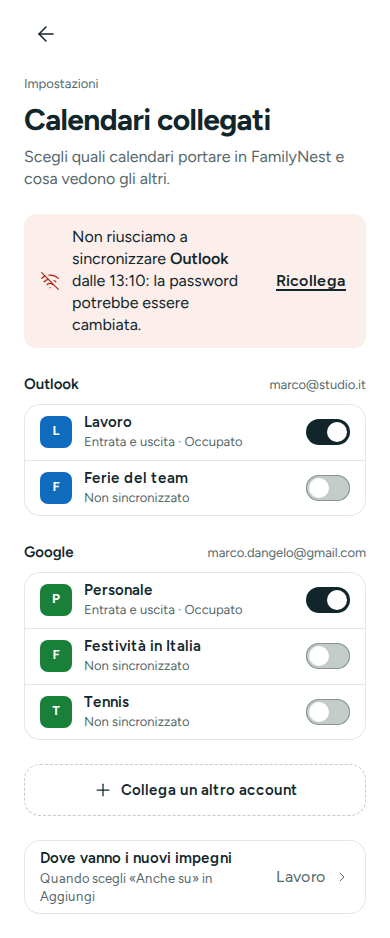 Impostazioni
Calendari collegati
Scegli quali calendari portare in FamilyNest e
cosa vedono gli altri.
Non riusciamo a
sincronizzare Outlook
dalle 13:10: la password
potrebbe essere
cambiata.
Ricollega
Outlook
marco@studio.it
L
Lavoro
Entrata e uscita · Occupato
F
Ferie del team
Non sincronizzato
Google
marco.dangelo@gmail.com
P
Personale
Entrata e uscita · Occupato
F
Festività in Italia
Non sincronizzato
T
Tennis
Non sincronizzato
Collega un altro account
Dove vanno i nuovi impegni
Quando scegli «Anche su» in
Aggiungi
Lavoro